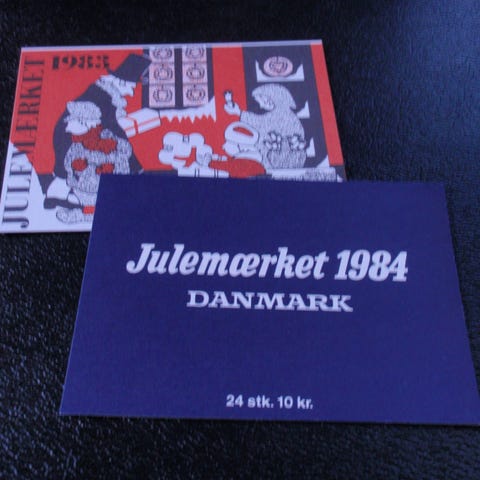 JULEMÆRKET 1983
Julemærket 1984
DANMARK
24 stk. 10 kr.